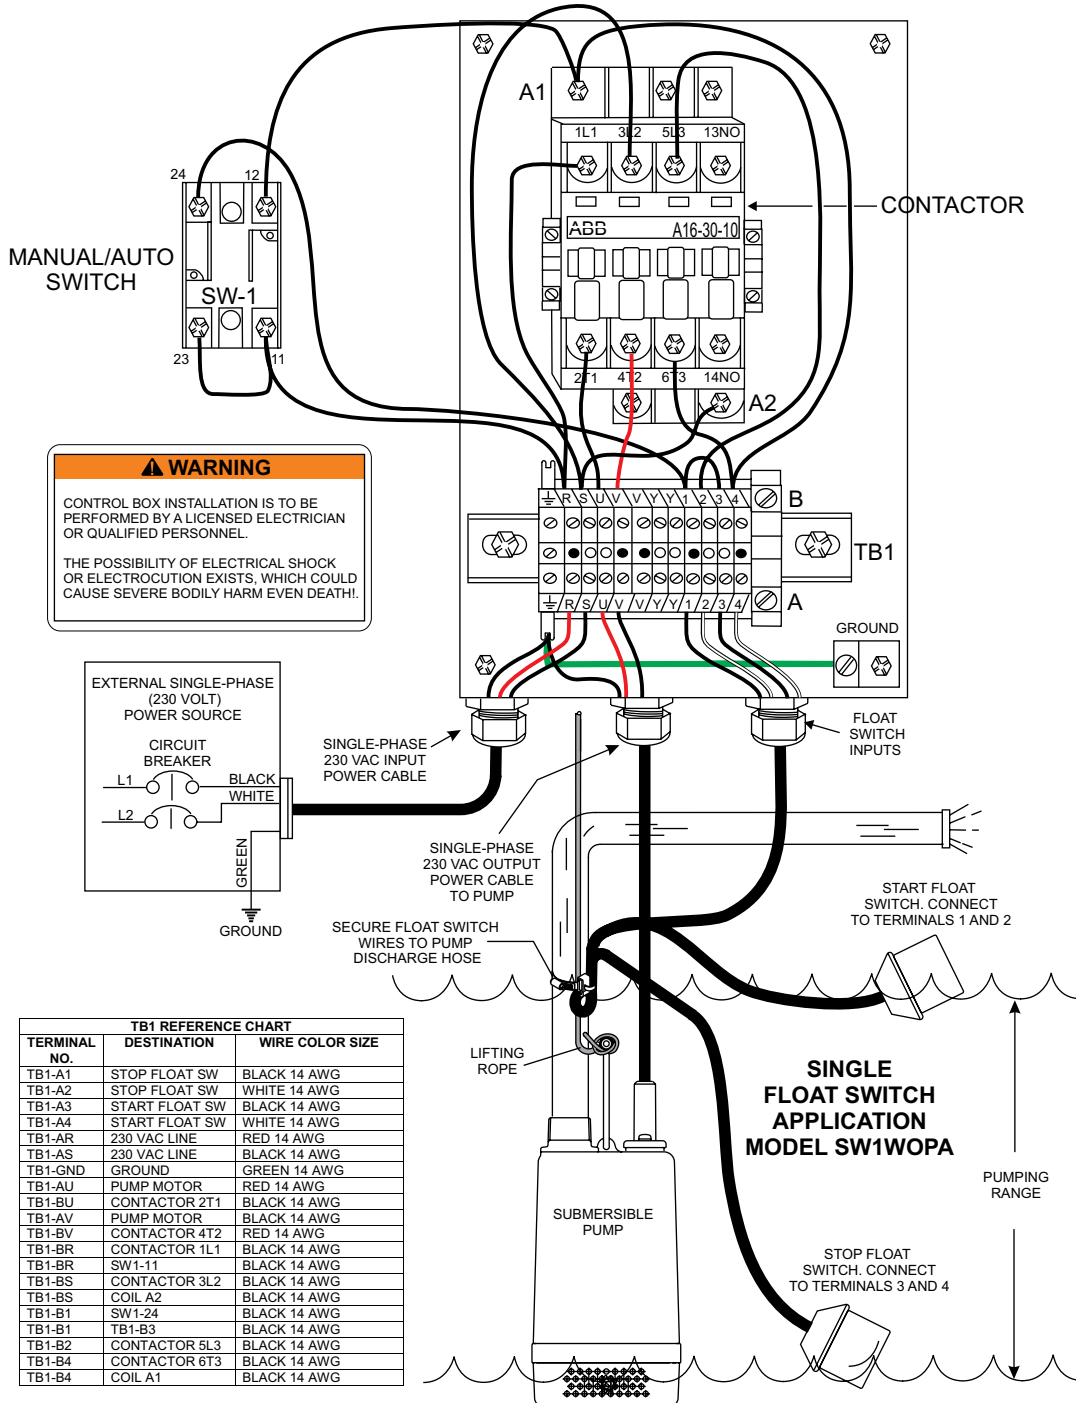 A1
1L1 3L2 5L3 13NO
24 12
CONTACTOR
ABB A16-30-10
MANUAL/AUTO
SWITCH
SW-1
23 11
2T1 4T2 6T3 14NO
A2
WARNING
CONTROL BOX INSTALLATION IS TO BE
PERFORMED BY A LICENSED ELECTRICIAN
OR QUALIFIED PERSONNEL.
THE POSSIBILITY OF ELECTRICAL SHOCK
OR ELECTROCUTION EXISTS, WHICH COULD
CAUSE SEVERE BODILY HARM EVEN DEATH!.
R S U V V Y Y 1 2 3 4
B
TB1
A
R S U V V Y Y 1 2 3 4
GROUND
EXTERNAL SINGLE-PHASE
(230 VOLT)
POWER SOURCE
CIRCUIT
BREAKER
L1
BLACK
WHITE
L2
GREEN
GROUND
SINGLE-PHASE
230 VAC INPUT
POWER CABLE
FLOAT
SWITCH
INPUTS
SINGLE-PHASE
230 VAC OUTPUT
POWER CABLE
TO PUMP
START FLOAT
SWITCH. CONNECT
TO TERMINALS 1 AND 2
SECURE FLOAT SWITCH
WIRES TO PUMP
DISCHARGE HOSE
LIFTING
ROPE
SINGLE
FLOAT SWITCH
APPLICATION
MODEL SW1WOPA
PUMPING
RANGE
SUBMERSIBLE
PUMP
STOP FLOAT
SWITCH. CONNECT
TO TERMINALS 3 AND 4
TB1 REFERENCE CHART
TERMINAL NO. DESTINATION WIRE COLOR SIZE
TB1-A1 STOP FLOAT SW BLACK 14 AWG
TB1-A2 STOP FLOAT SW WHITE 14 AWG
TB1-A3 START FLOAT SW BLACK 14 AWG
TB1-A4 START FLOAT SW WHITE 14 AWG
TB1-AR 230 VAC LINE RED 14 AWG
TB1-AS 230 VAC LINE BLACK 14 AWG
TB1-GND GROUND GREEN 14 AWG
TB1-AU PUMP MOTOR RED 14 AWG
TB1-BU CONTACTOR 2T1 BLACK 14 AWG
TB1-AV PUMP MOTOR BLACK 14 AWG
TB1-BV CONTACTOR 4T2 RED 14 AWG
TB1-BR CONTACTOR 1L1 BLACK 14 AWG
TB1-BR SW1-11 BLACK 14 AWG
TB1-BS CONTACTOR 3L2 BLACK 14 AWG
TB1-BS COIL A2 BLACK 14 AWG
TB1-B1 SW1-24 BLACK 14 AWG
TB1-B1 TB1-B3 BLACK 14 AWG
TB1-B2 CONTACTOR 5L3 BLACK 14 AWG
TB1-B4 CONTACTOR 6T3 BLACK 14 AWG
TB1-B4 COIL A1 BLACK 14 AWG